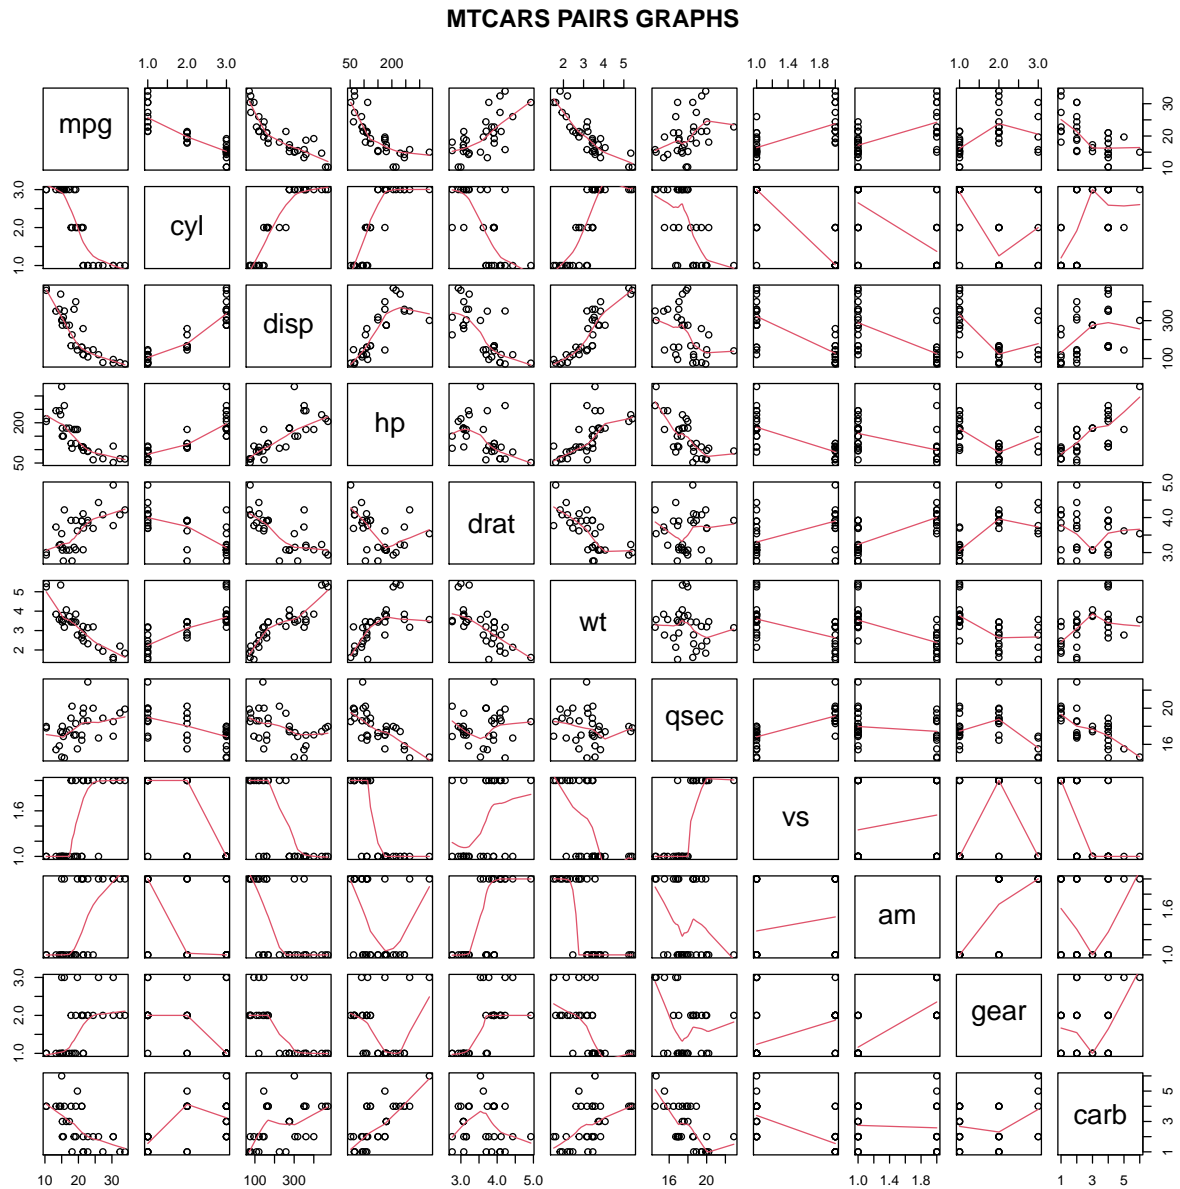 MTCARS PAIRS GRAPHS
1.0 2.0 3.0 50 200 2 3 4 5 1.0 1.4 1.8 1.0 2.0 3.0
mpg 10 20 30
1.0 2.0 3.0 cyl
disp 100 300
50 200 hp
drat 3.0 4.0 5.0
2 3 4 5 wt
qsec 16 20
1.0 1.6 vs
am 1.0 1.6
1.0 2.0 3.0 gear
carb 1 3 5
10 20 30 100 300 3.0 4.0 5.0 16 20 1.0 1.4 1.8 1 2 3 4 5 6